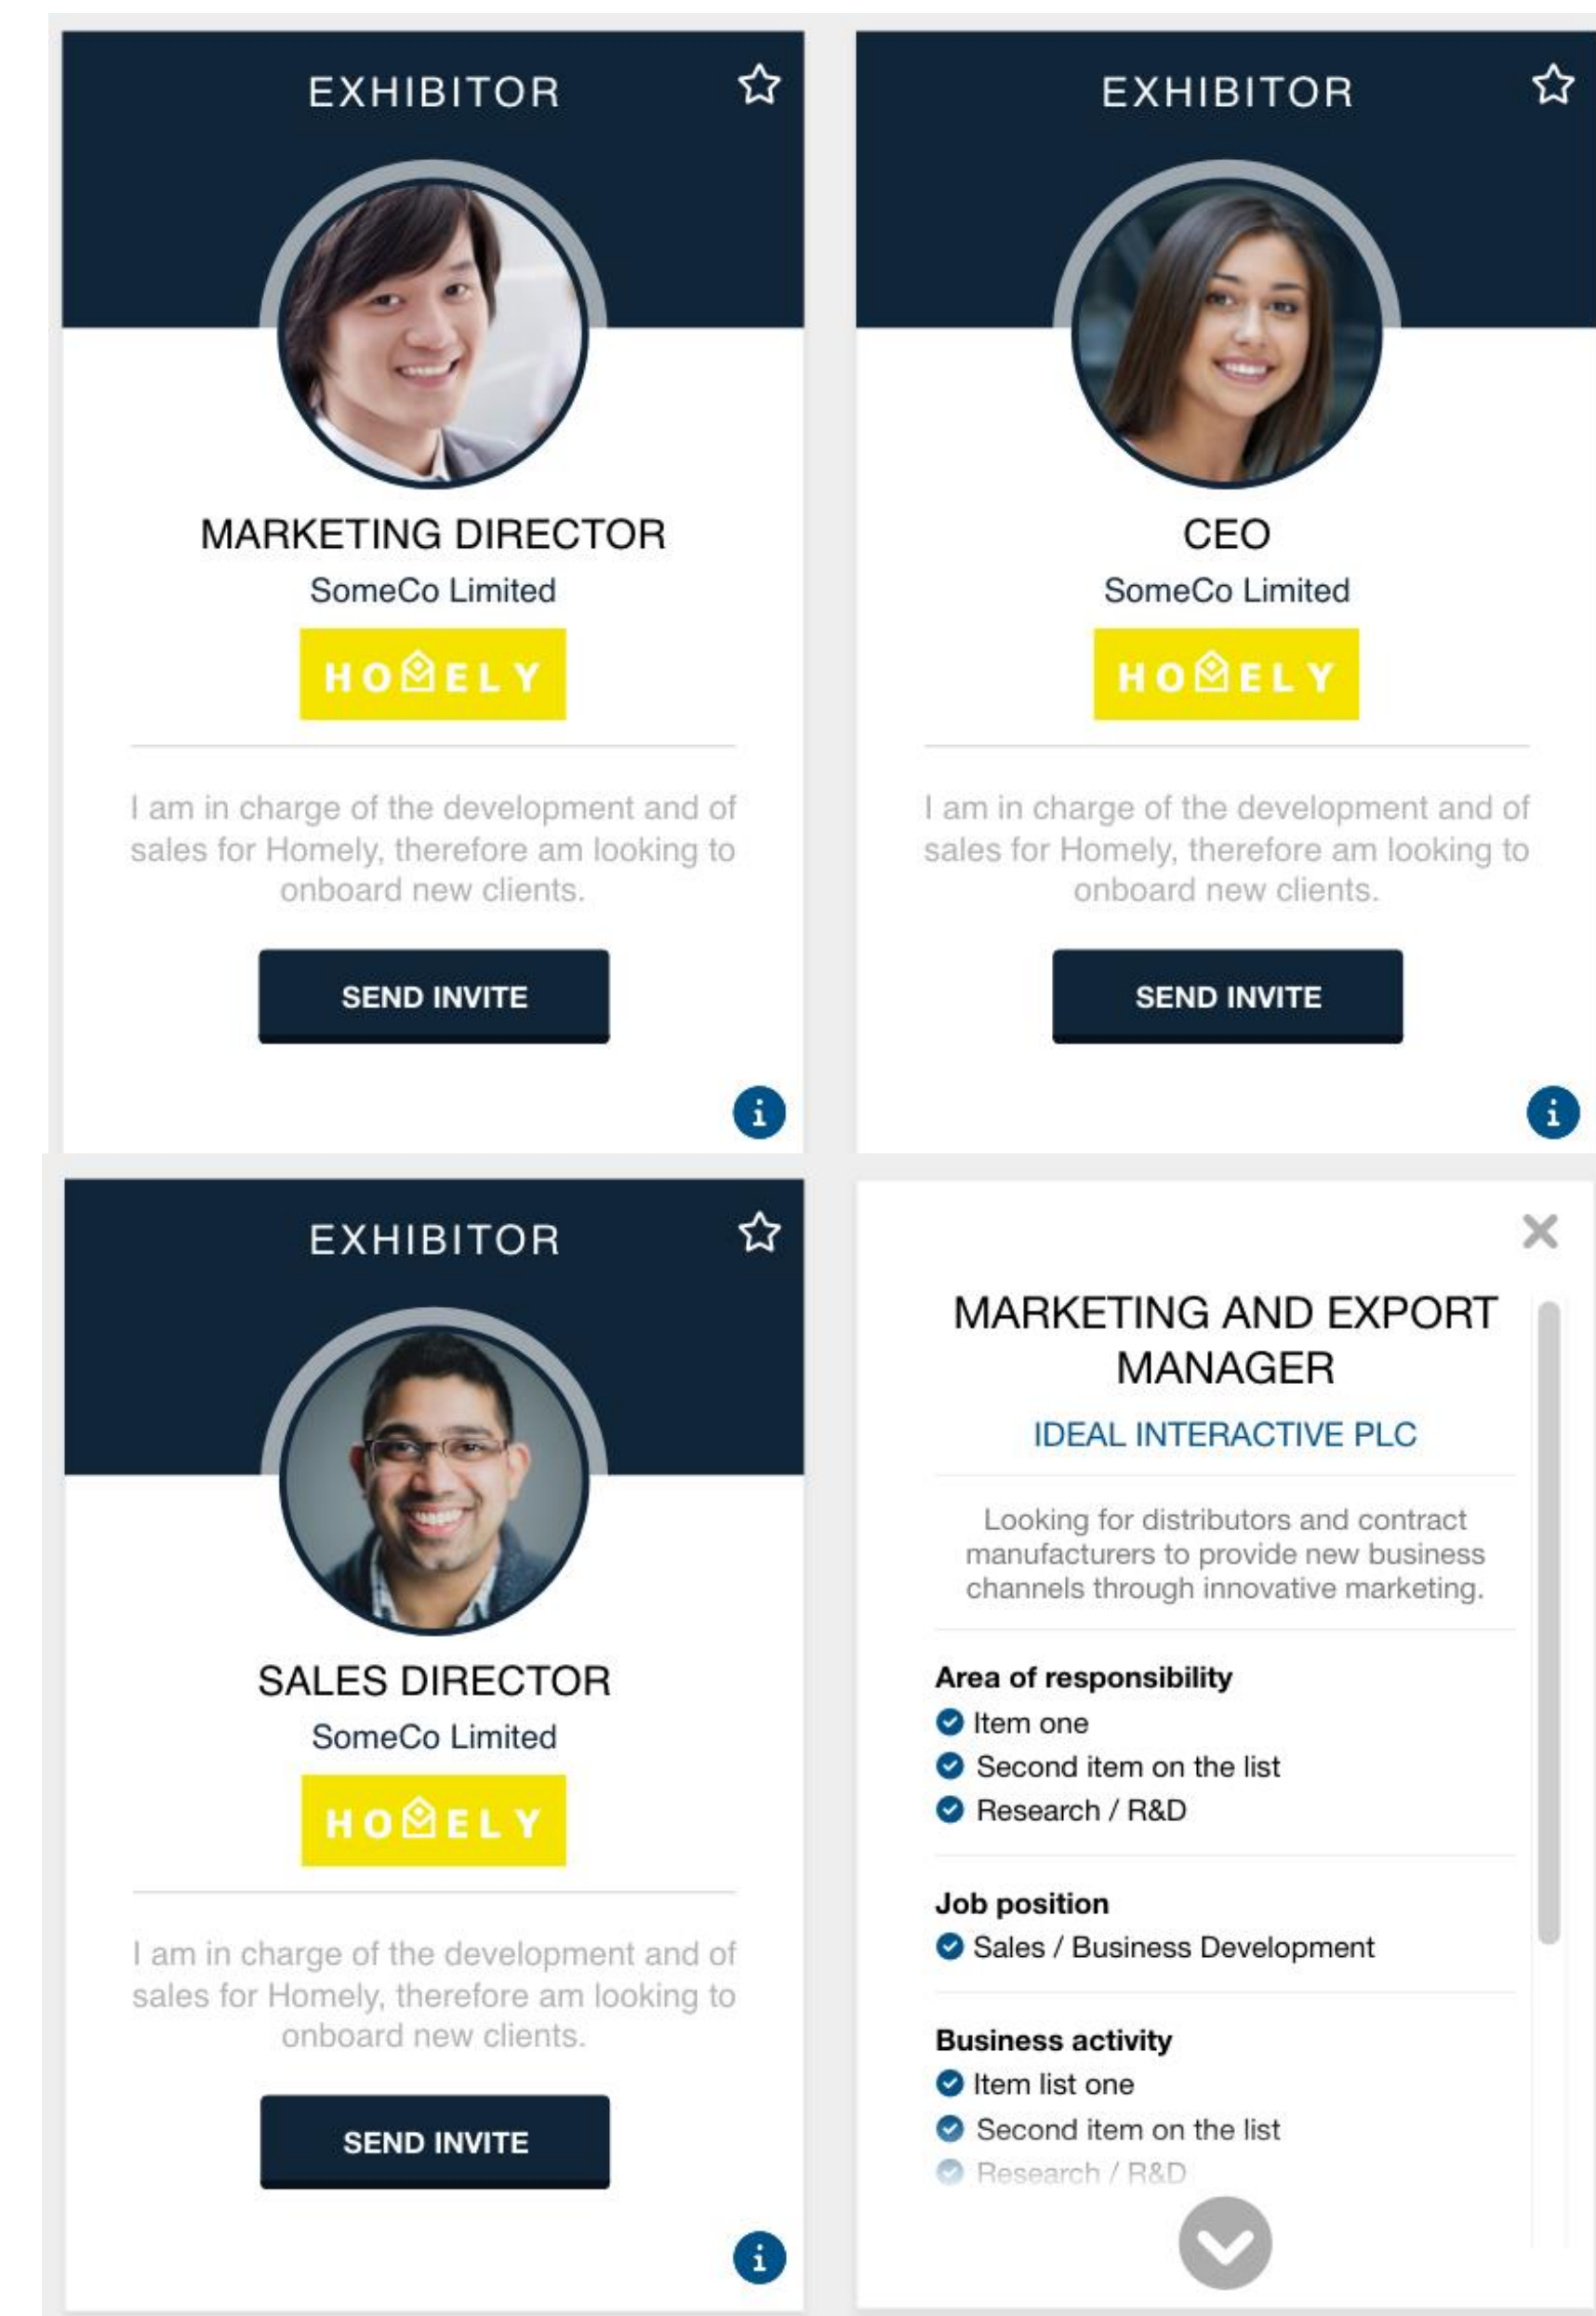 EXHIBITOR
MARKETING DIRECTOR
SomeCo Limited
HOMELY
I am in charge of the development and of
sales for Homely, therefore am looking to
onboard new clients.
SEND INVITE
i
EXHIBITOR
CEO
SomeCo Limited
HOMELY
I am in charge of the development and of
sales for Homely, therefore am looking to
onboard new clients.
SEND INVITE
i
EXHIBITOR
SALES DIRECTOR
SomeCo Limited
HOMELY
I am in charge of the development and of
sales for Homely, therefore am looking to
onboard new clients.
SEND INVITE
i
MARKETING AND EXPORT
MANAGER
IDEAL INTERACTIVE PLC
Looking for distributors and contract
manufacturers to provide new business
channels through innovative marketing.
Area of responsibility
Item one
Second item on the list
Research / R&D
Job position
Sales / Business Development
Business activity
Item list one
Second item on the list
Research / R&D